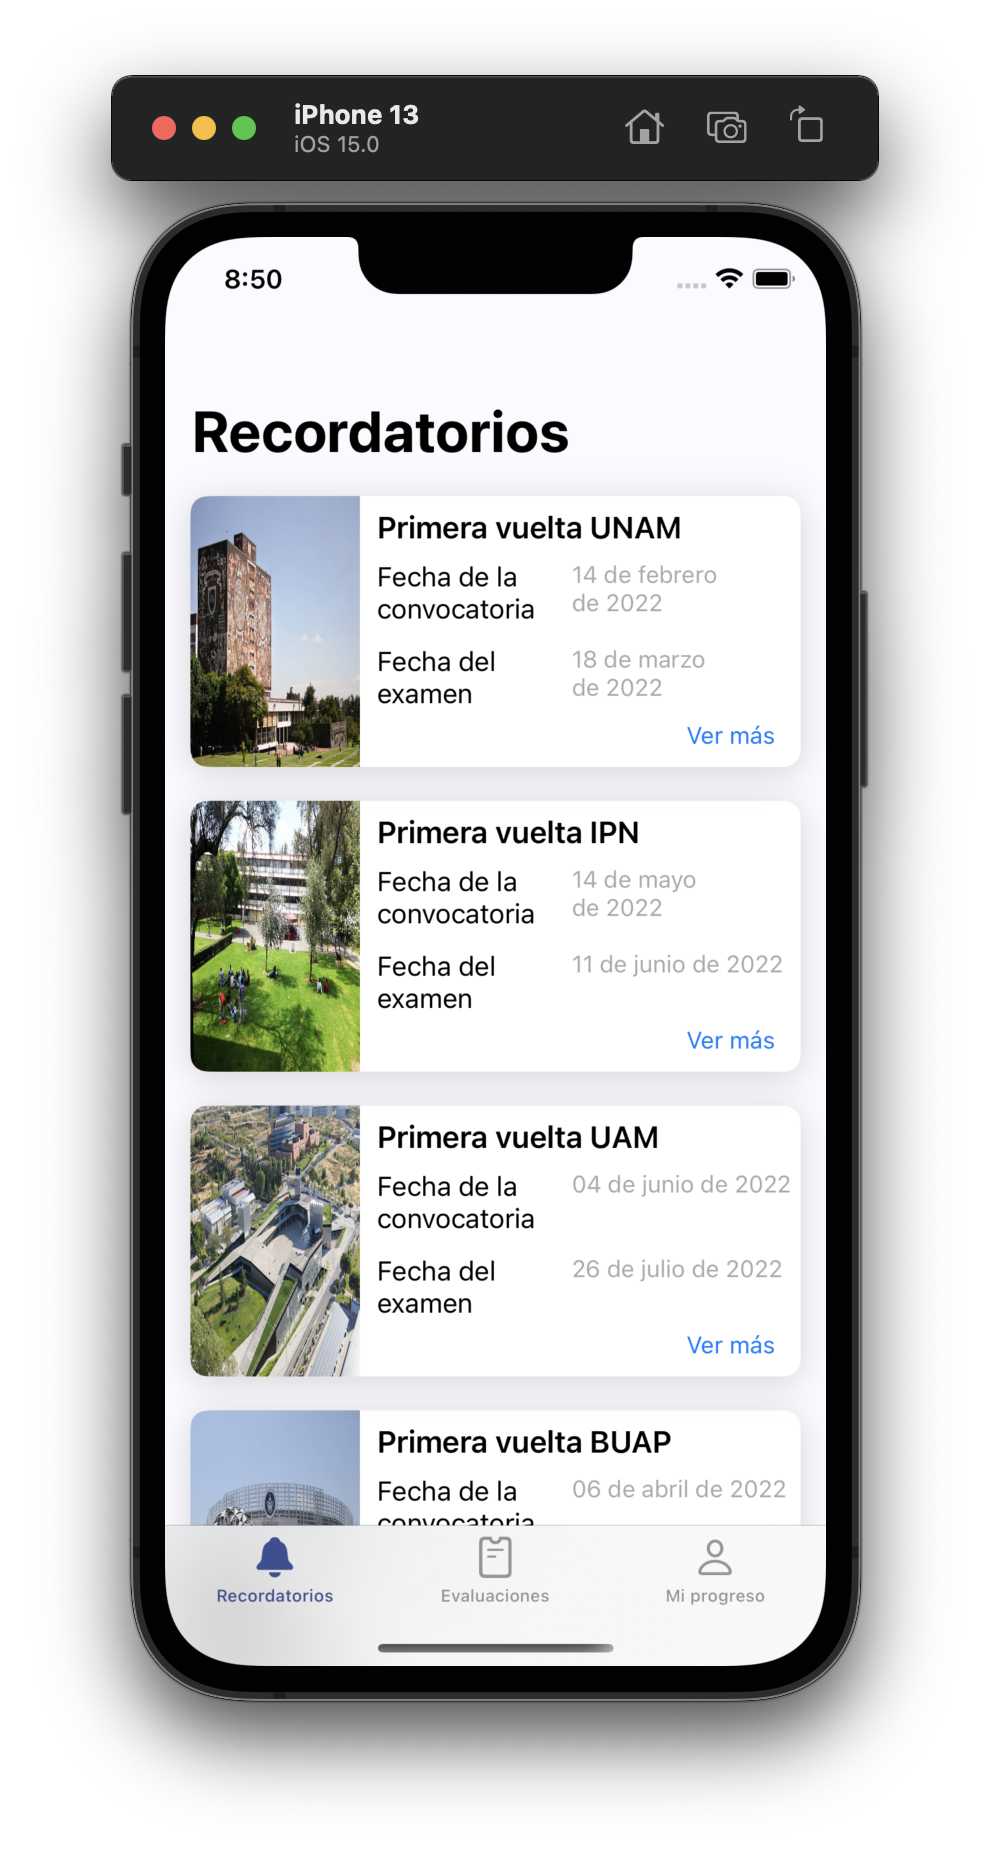 iPhone 13
iOS 15.0
8:50
Recordatorios
Primera vuelta UNAM
Fecha de la
convocatoria
14 de febrero
de 2022
Fecha del
examen
18 de marzo
de 2022
Ver más
Primera vuelta IPN
Fecha de la
convocatoria
14 de mayo
de 2022
Fecha del
examen
11 de junio de 2022
Ver más
Primera vuelta UAM
Fecha de la
convocatoria
04 de junio de 2022
Fecha del
examen
26 de julio de 2022
Ver más
Primera vuelta BUAP
Fecha de la
convocatoria
06 de abril de 2022
Recordatorios
Evaluaciones
Mi progreso